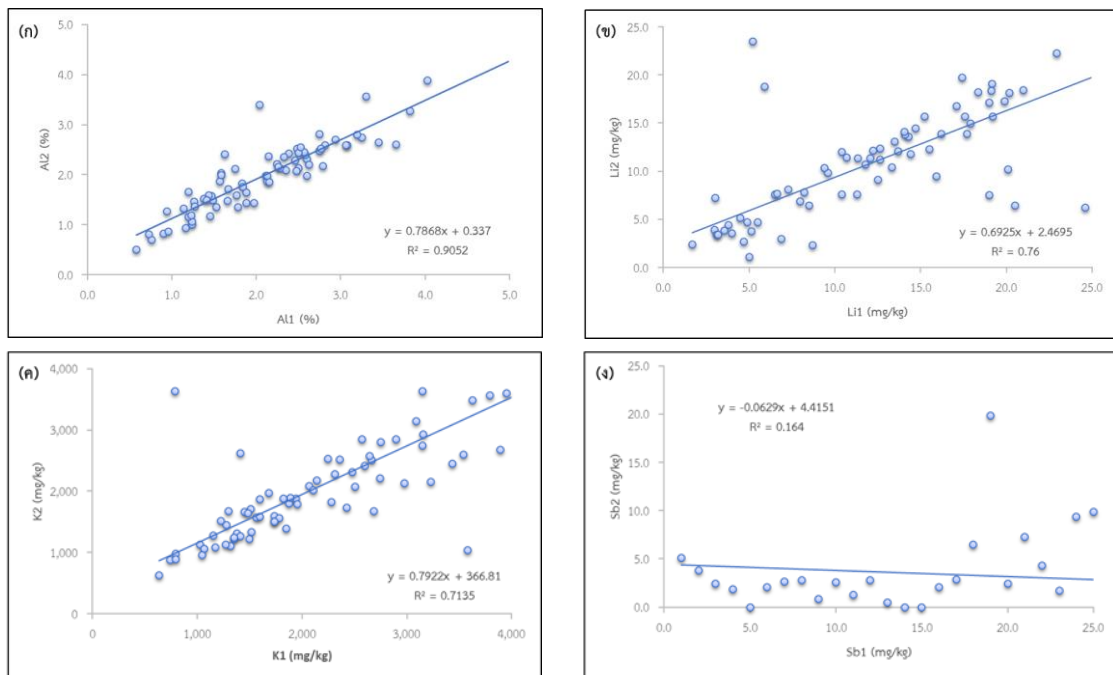 (ก)
5.0
4.0
3.0
2.0
1.0
0.0
Al2 (%)
y = 0.7868x + 0.337
R² = 0.9052
0.0 1.0 2.0 3.0 4.0 5.0
Al1 (%)
(ข)
25.0
20.0
15.0
10.0
5.0
0.0
Li2 (mg/kg)
y = 0.6925x + 2.4695
R² = 0.76
0.0 5.0 10.0 15.0 20.0 25.0
Li1 (mg/kg)
(ค)
4,000
3,000
2,000
1,000
0
K2 (mg/kg)
y = 0.7922x + 366.81
R² = 0.7135
0 1,000 2,000 3,000 4,000
K1 (mg/kg)
(ง)
25.0
20.0
15.0
10.0
5.0
0.0
Sb2 (mg/kg)
y = -0.0629x + 4.4151
R² = 0.164
0.0 5.0 10.0 15.0 20.0 25.0
Sb1 (mg/kg)